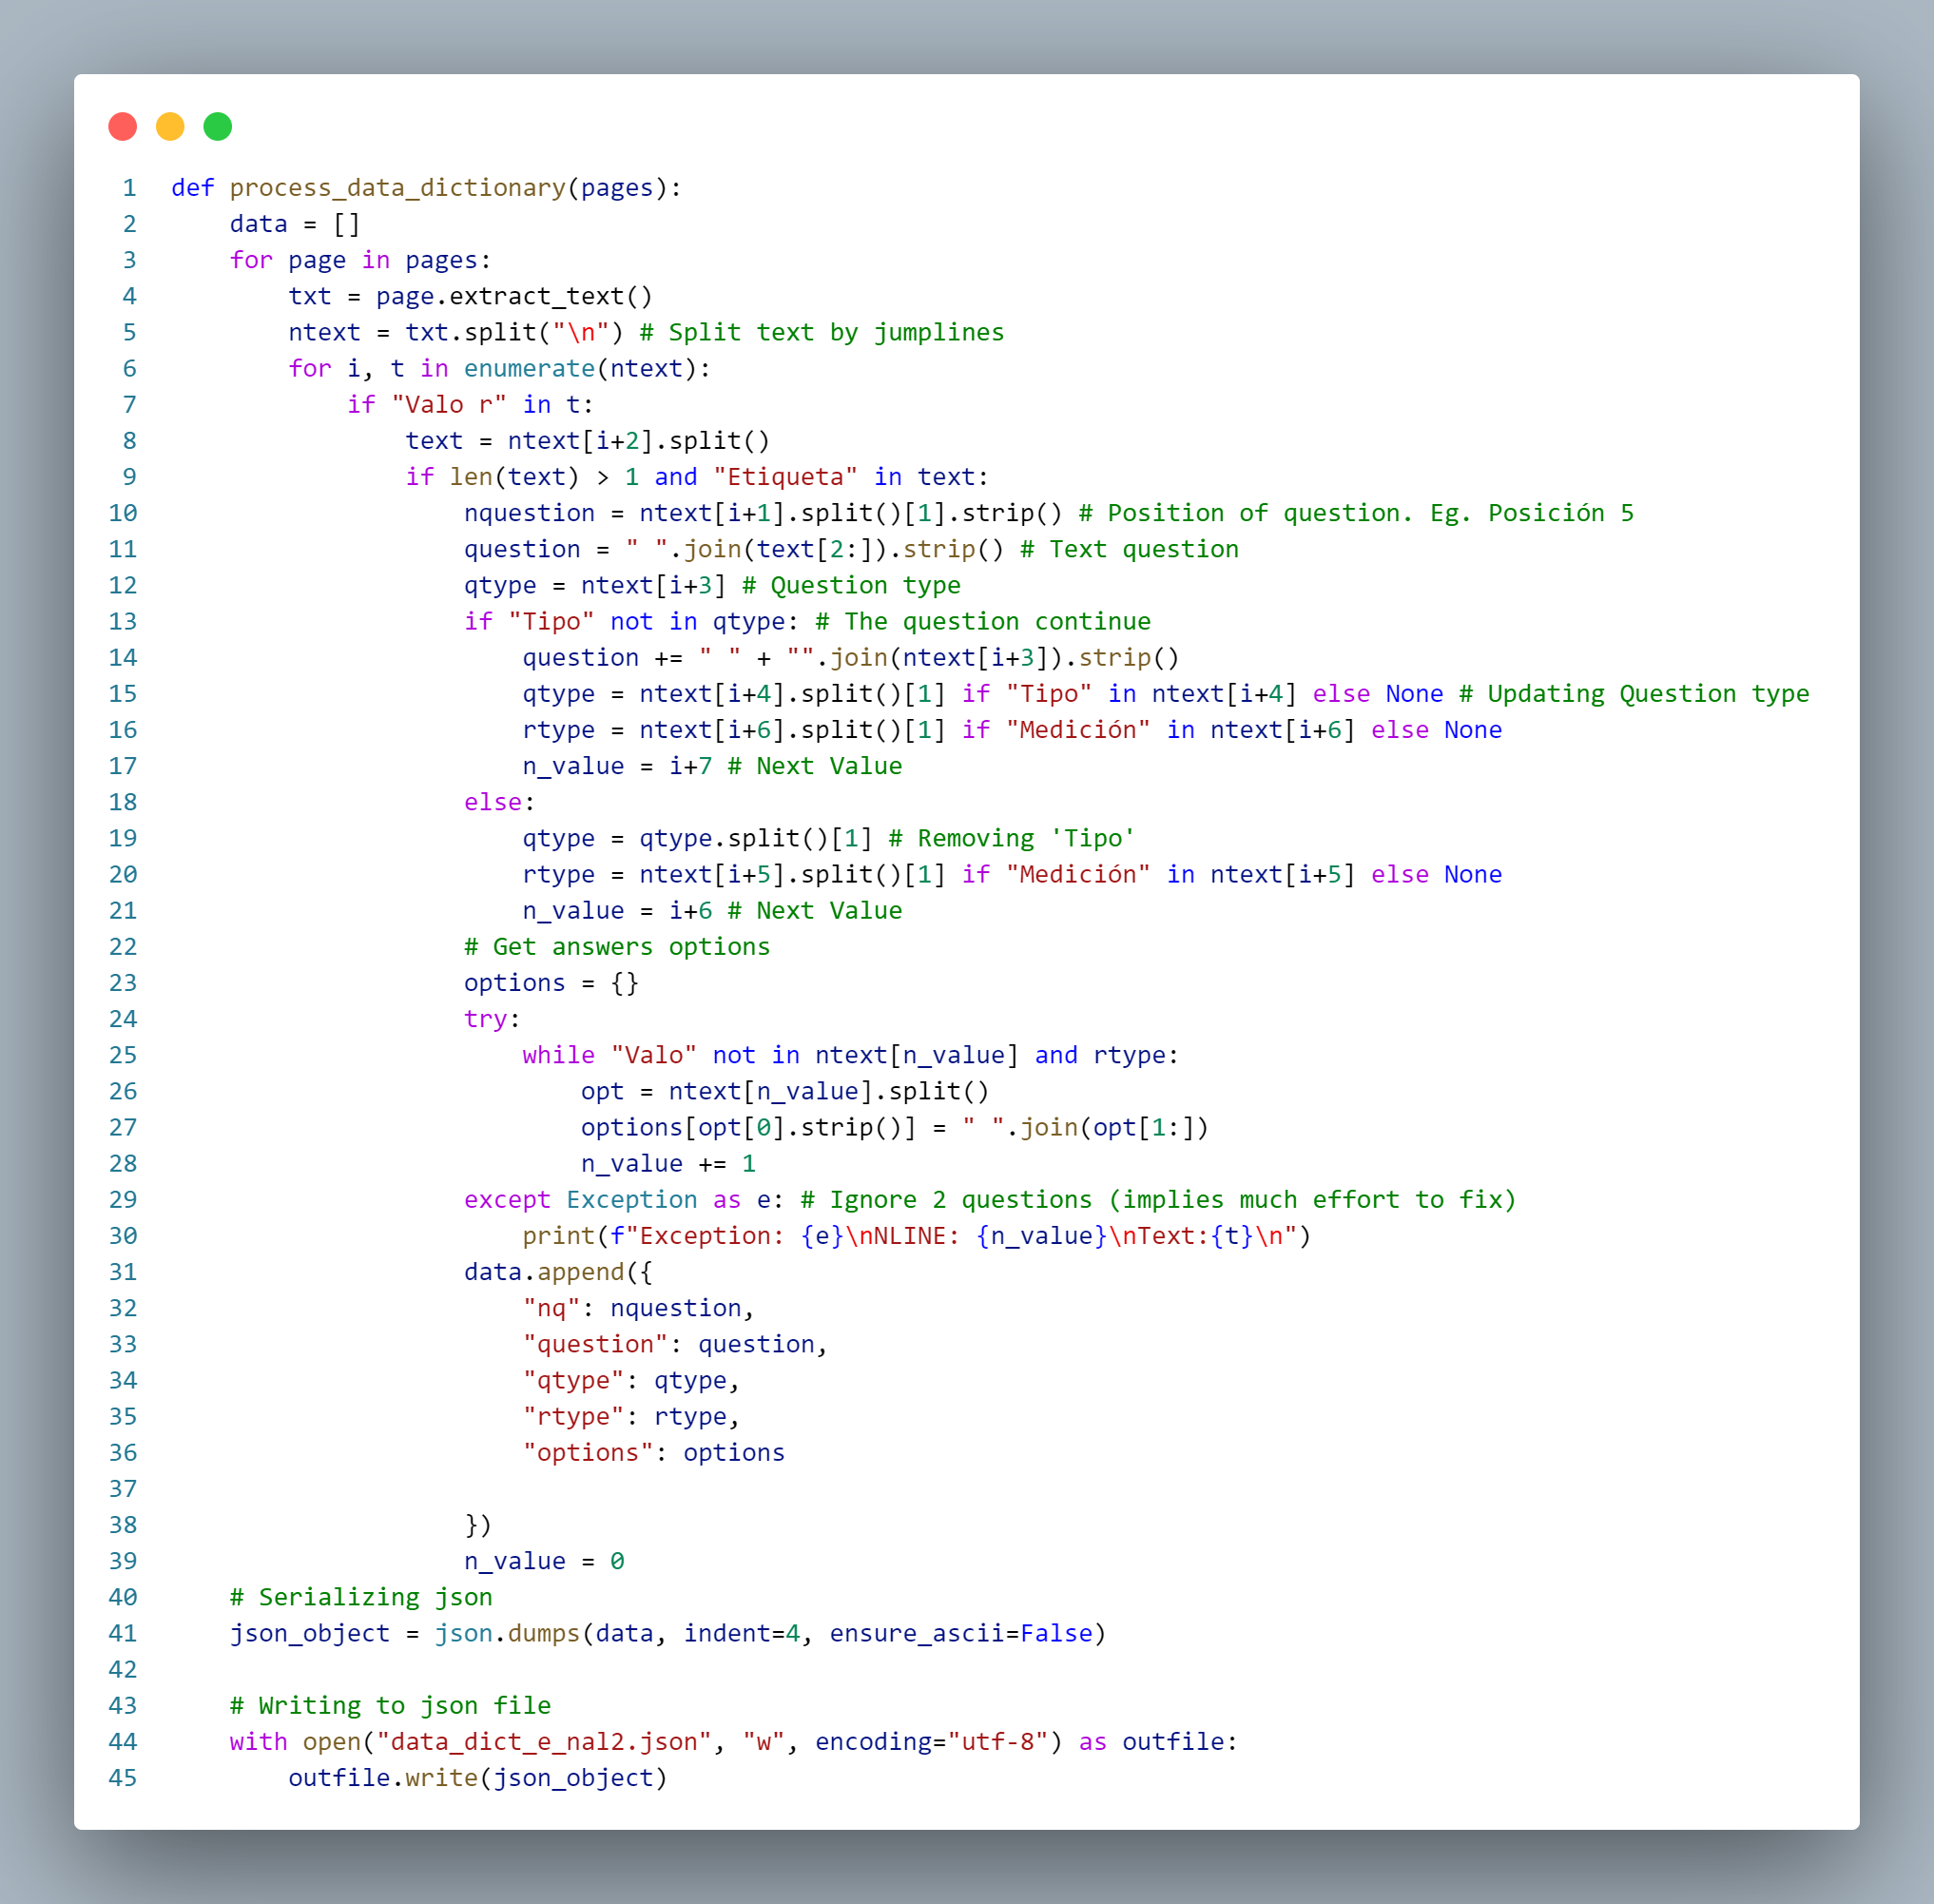 1 def process_data_dictionary(pages):
2     data = []
3     for page in pages:
4         txt = page.extract_text()
5         ntext = txt.split("\n") # Split text by jumplines
6         for i, t in enumerate(ntext):
7             if "Valo r" in t:
8                 text = ntext[i+2].split()
9                 if len(text) > 1 and "Etiqueta" in text:
10                     nquestion = ntext[i+1].split()[1].strip() # Position of question. Eg. Posición 5
11                     question = " ".join(text[2:]).strip() # Text question
12                     qtype = ntext[i+3] # Question type
13                     if "Tipo" not in qtype: # The question continue
14                         question += " " + "".join(ntext[i+3]).strip()
15                         qtype = ntext[i+4].split()[1] if "Tipo" in ntext[i+4] else None # Updating Question type
16                         rtype = ntext[i+6].split()[1] if "Medición" in ntext[i+6] else None
17                         n_value = i+7 # Next Value
18                     else:
19                         qtype = qtype.split()[1] # Removing 'Tipo'
20                         rtype = ntext[i+5].split()[1] if "Medición" in ntext[i+5] else None
21                         n_value = i+6 # Next Value
22                     # Get answers options
23                     options = {}
24                     try:
25                         while "Valo" not in ntext[n_value] and rtype:
26                             opt = ntext[n_value].split()
27                             options[opt[0].strip()] = " ".join(opt[1:])
28                             n_value += 1
29                     except Exception as e: # Ignore 2 questions (implies much effort to fix)
30                         print(f"Exception: {e}\nNLINE: {n_value}\nText:{t}\n")
31                     data.append({
32                         "nq": nquestion,
33                         "question": question,
34                         "qtype": qtype,
35                         "rtype": rtype,
36                         "options": options
37
38                     })
39                     n_value = 0
40     # Serializing json
41     json_object = json.dumps(data, indent=4, ensure_ascii=False)
42
43     # Writing to json file
44     with open("data_dict_e_nal2.json", "w", encoding="utf-8") as outfile:
45         outfile.write(json_object)